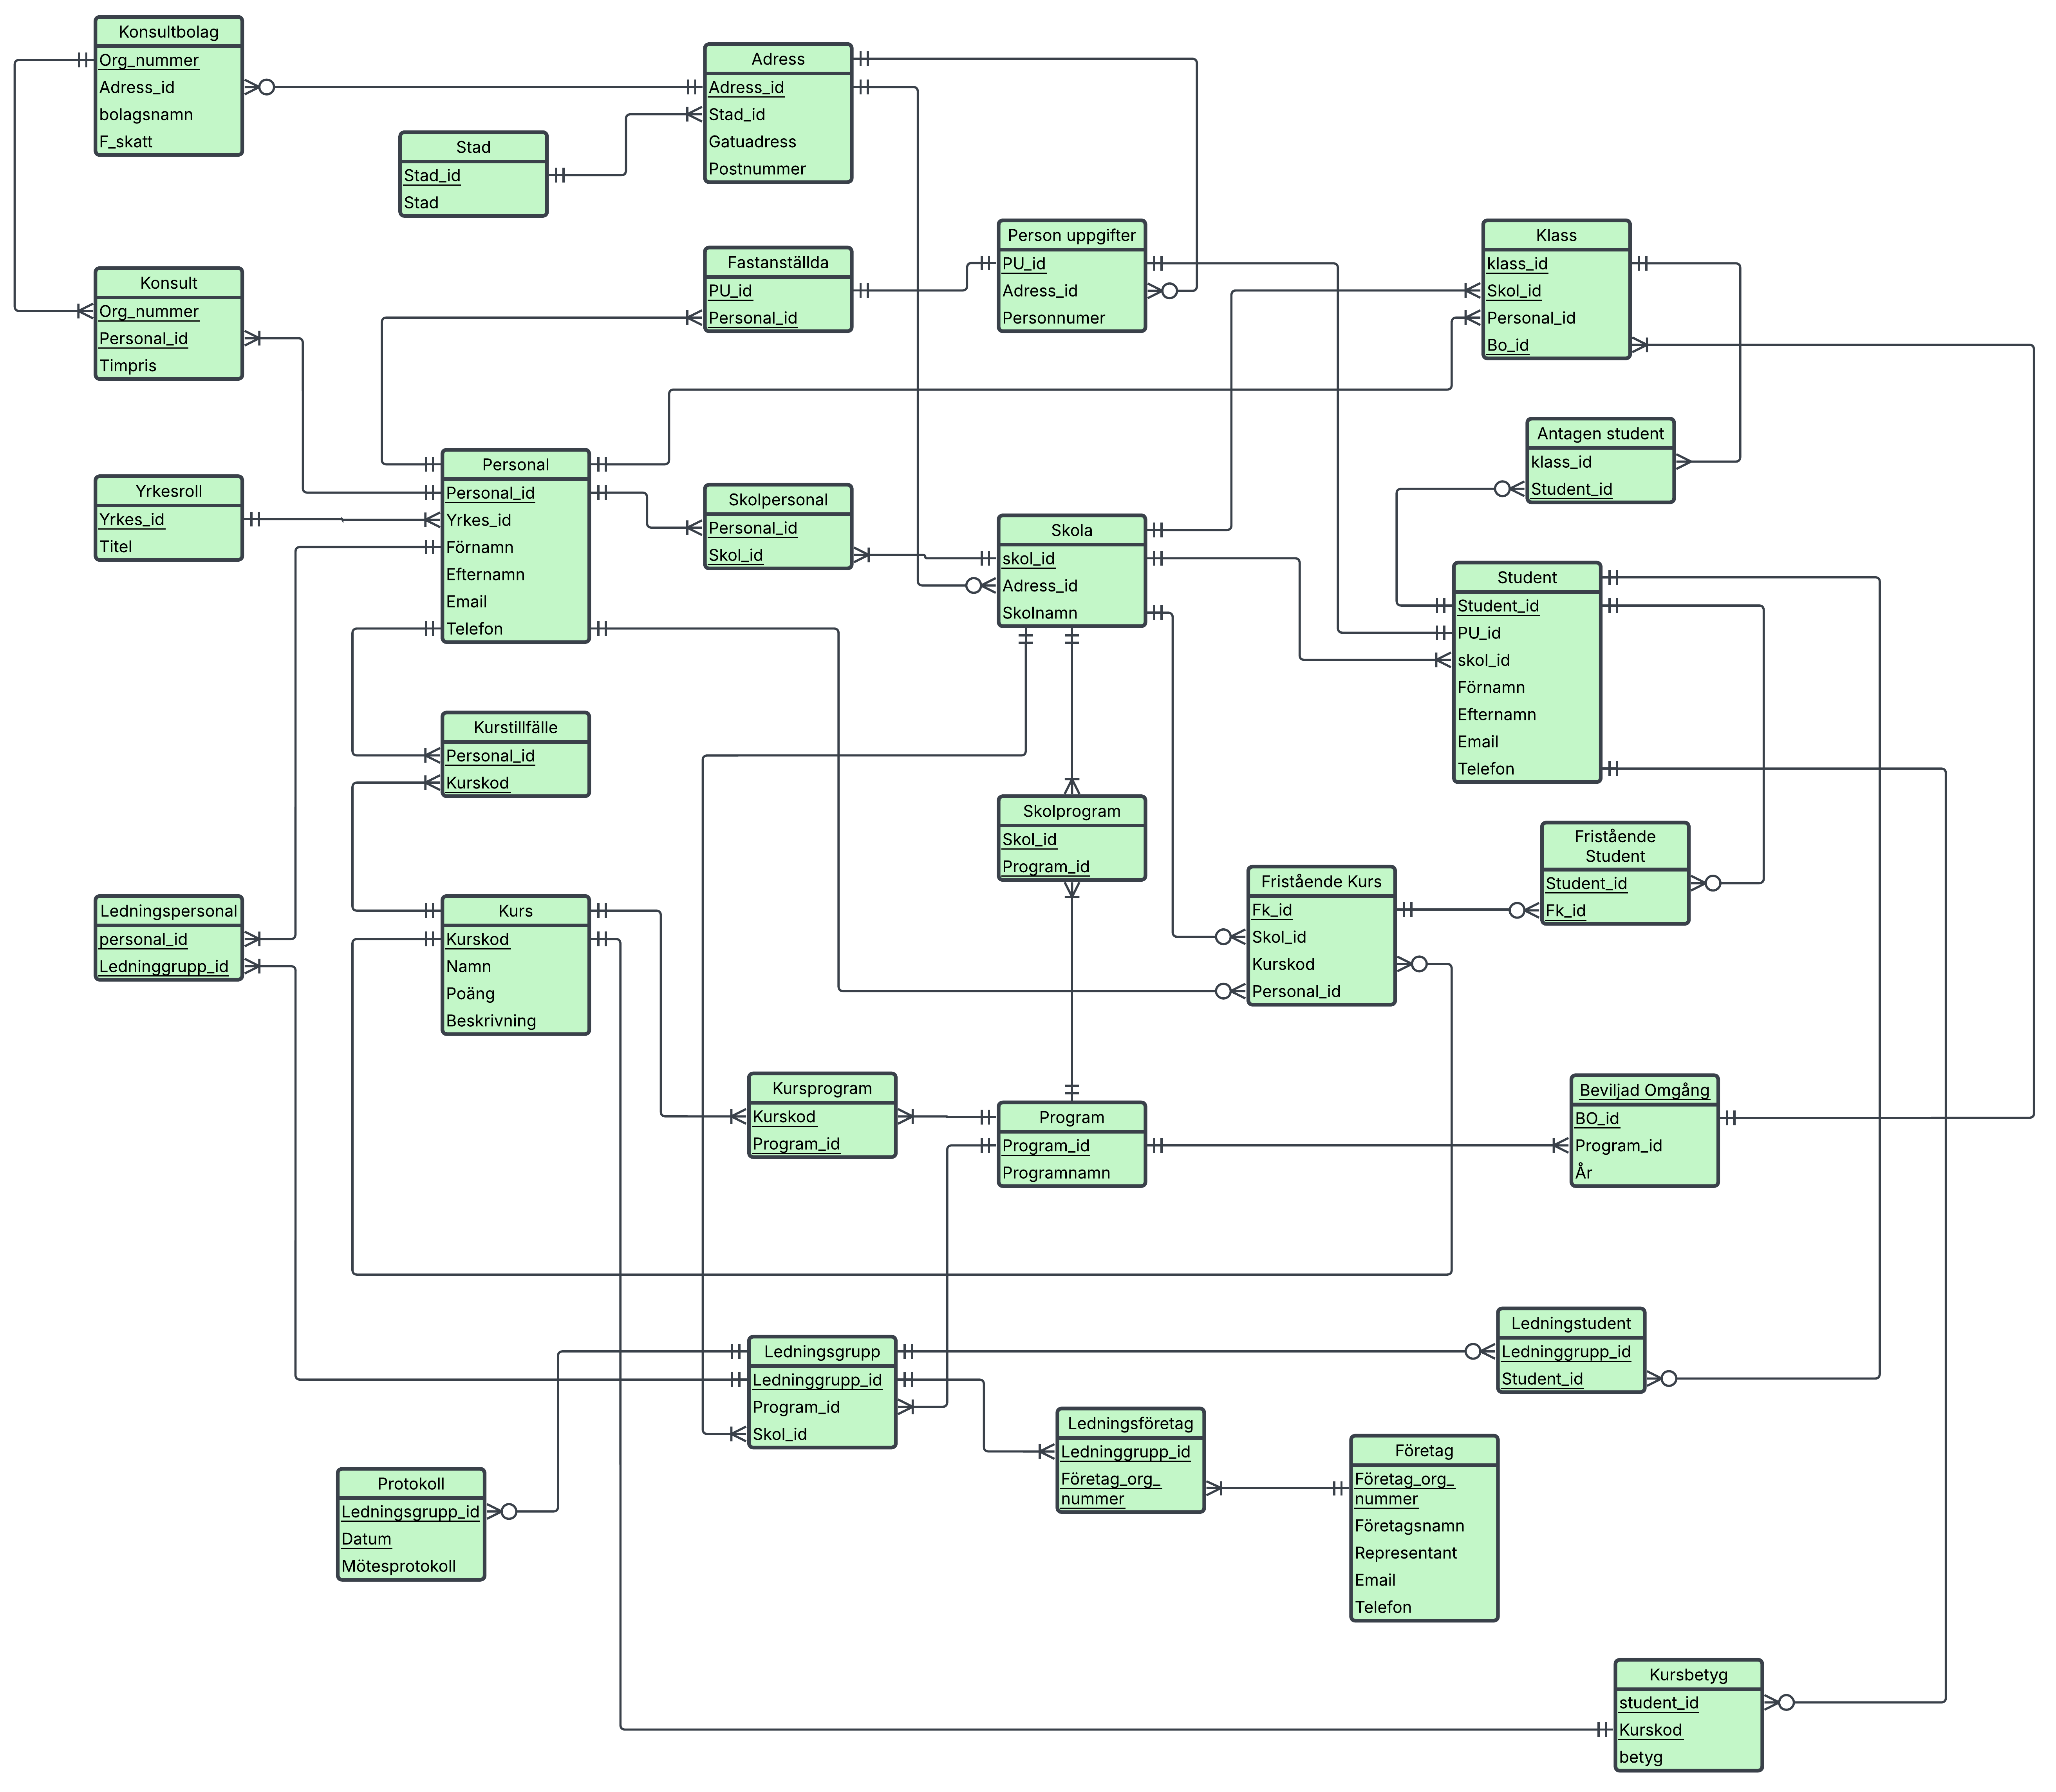 Konsultbolag
Org_nummer
Adress_id
bolagsnamn
F_skatt
Adress
Adress_id
Stad_id
Gatuadress
Postnummer
Stad
Stad_id
Stad
Konsult
Org_nummer
Personal_id
Timpris
Fastanställda
PU_id
Personal_id
Person uppgifter
PU_id
Adress_id
Personnumer
Klass
klass_id
Skol_id
Personal_id
Bo_id
Antagen student
klass_id
Student_id
Yrkesroll
Yrkes_id
Titel
Personal
Personal_id
Yrkes_id
Förnamn
Efternamn
Email
Telefon
Skolpersonal
Personal_id
Skol_id
Skola
skol_id
Adress_id
Skolnamn
Student
Student_id
PU_id
skol_id
Förnamn
Efternamn
Email
Telefon
Kurstillfälle
Personal_id
Kurskod
Skolprogram
Skol_id
Program_id
Fristående
Student
Student_id
Fk_id
Fristående Kurs
Fk_id
Skol_id
Kurskod
Personal_id
Ledningspersonal
personal_id
Ledninggrupp_id
Kurs
Kurskod
Namn
Poäng
Beskrivning
Kursprogram
Kurskod
Program_id
Program
Program_id
Programnamn
Beviljad Omgång
BO_id
Program_id
År
Ledningstudent
Ledninggrupp_id
Student_id
Ledningsgrupp
Ledninggrupp_id
Program_id
Skol_id
Ledningsföretag
Ledninggrupp_id
Företag_org_
nummer
Företag
Företag_org_
nummer
Företagsnamn
Representant
Email
Telefon
Protokoll
Ledningsgrupp_id
Datum
Mötesprotokoll
Kursbetyg
student_id
Kurskod
betyg